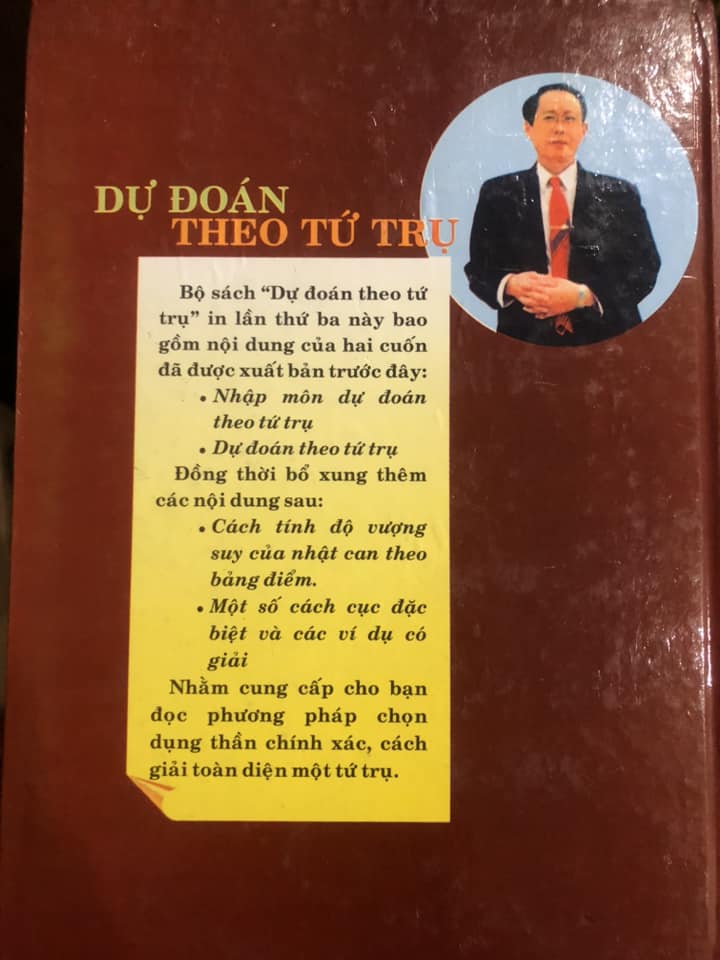 DỰ ĐOÁN
THEO TỨ TRỤ
Bộ sách “Dự đoán theo tứ
trụ” in lần thứ ba này bao
gồm nội dung của hai cuốn
đã được xuất bản trước đây:
• Nhập môn dự đoán
theo tứ trụ
• Dự đoán theo tứ trụ
Đồng thời bổ xung thêm
các nội dung sau:
• Cách tính độ vượng
suy của nhật can theo
bảng điểm.
• Một số cách cục đặc
biệt và các ví dụ có
giải
Nhằm cung cấp cho bạn
đọc phương pháp chọn
dụng thần chính xác, cách
giải toàn diện một tứ trụ.